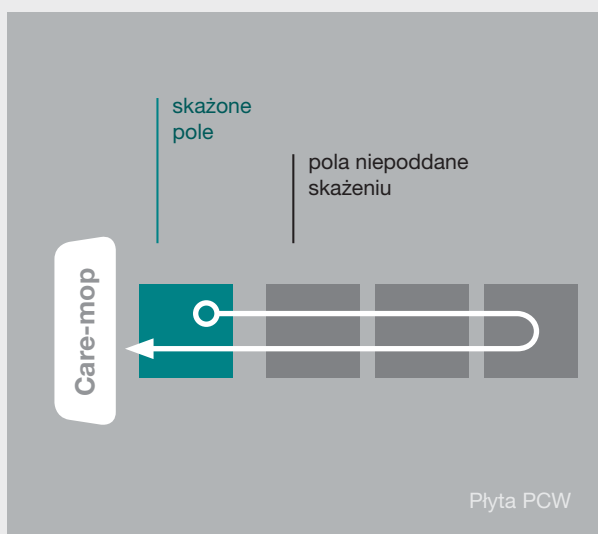 skażone
pole
pola niepoddane
skażeniu
Care-mop
Płyta PCW